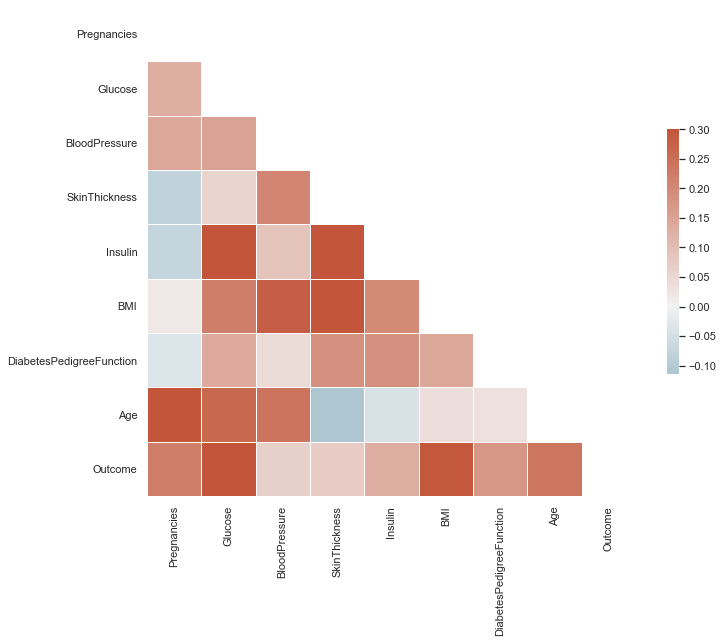 Pregnancies
Glucose
BloodPressure
SkinThickness
Insulin
BMI
DiabetesPedigreeFunction
Age
Outcome
Pregnancies
Glucose
BloodPressure
SkinThickness
Insulin
BMI
DiabetesPedigreeFunction
Age
Outcome
0.30
0.25
0.20
0.15
0.10
0.05
0.00
−0.05
−0.10